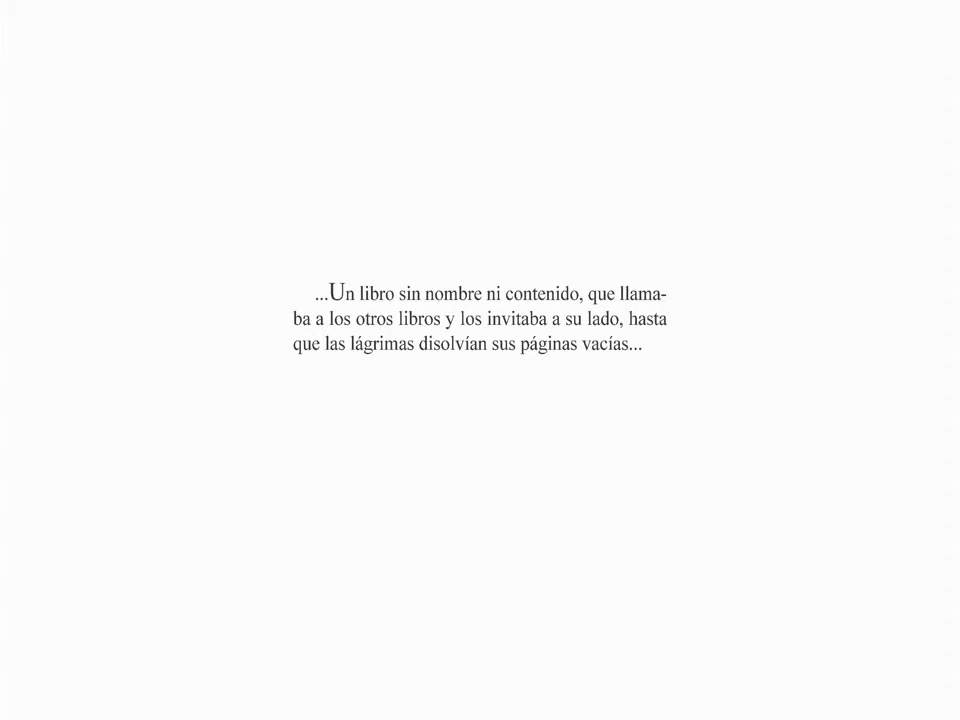 ...Un libro sin nombre ni contenido, que llama-
ba a los otros libros y los invitaba a su lado, hasta
que las lágrimas disolvían sus páginas vacías...